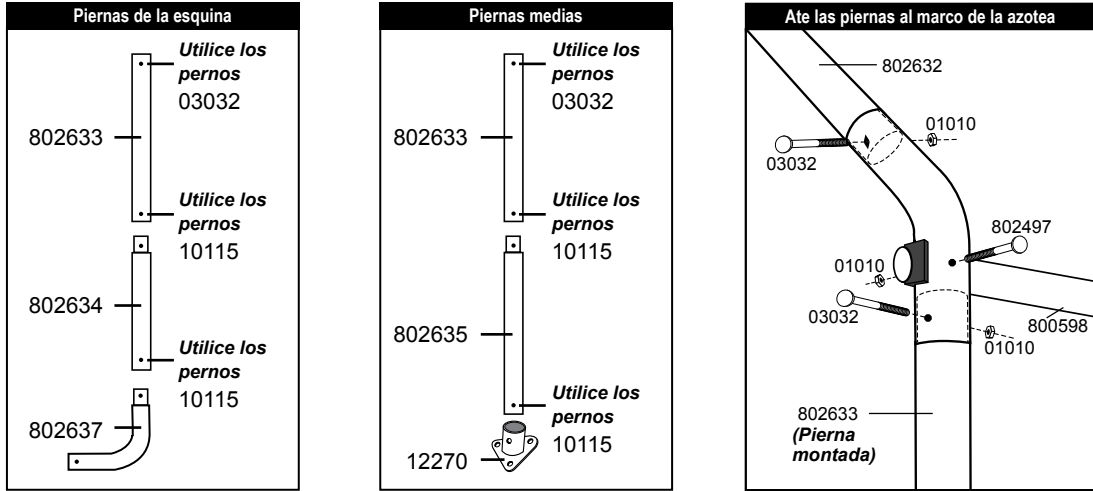 Piernas de la esquina
Utilice los
pernos
03032
802633
Utilice los
pernos
10115
802634
Utilice los
pernos
10115
802637
Piernas medias
Utilice los
pernos
03032
802633
Utilice los
pernos
10115
802635
Utilice los
pernos
10115
12270
Ate las piernas al marco de la azotea
802632
01010
03032
802497
01010
03032
800598
01010
802633
(Pierna
montada)